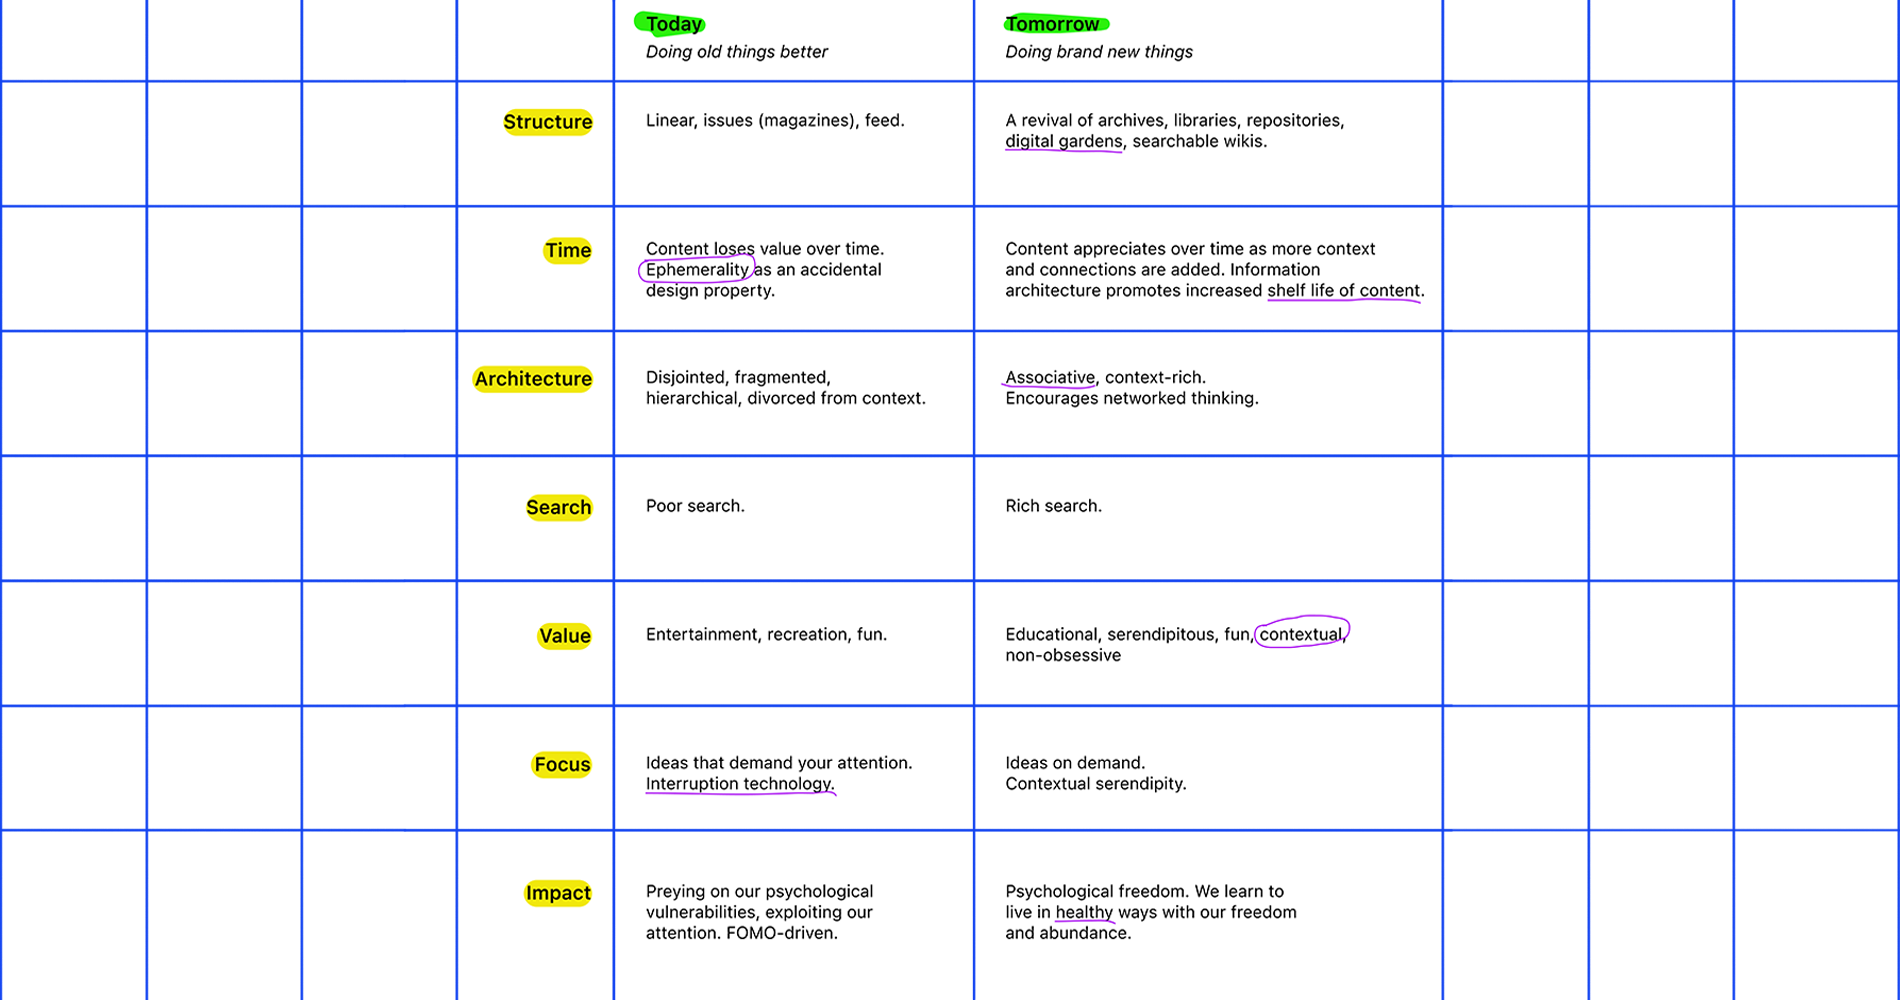 Today
Doing old things better
Tomorrow
Doing brand new things
Structure
Linear, issues (magazines), feed.
A revival of archives, libraries, repositories,
digital gardens, searchable wikis.
Time
Content loses value over time.
Ephemerality as an accidental
design property.
Content appreciates over time as more context
and connections are added. Information
architecture promotes increased shelf life of content.
Architecture
Disjointed, fragmented,
hierarchical, divorced from context.
Associative, context-rich.
Encourages networked thinking.
Search
Poor search.
Rich search.
Value
Entertainment, recreation, fun.
Educational, serendipitous, fun, contextual,
non-obsessive
Focus
Ideas that demand your attention.
Interruption technology.
Ideas on demand.
Contextual serendipity.
Impact
Preying on our psychological
vulnerabilities, exploiting our
attention. FOMO-driven.
Psychological freedom. We learn to
live in healthy ways with our freedom
and abundance.